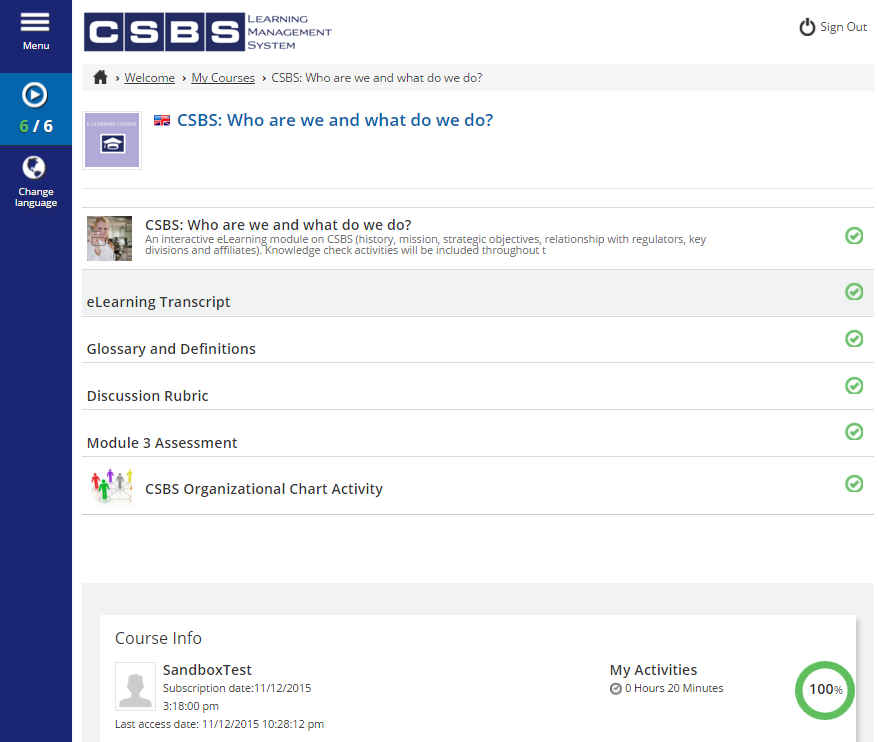 Menu
6 / 6
Change
language
CSBS
LEARNING
MANAGEMENT
SYSTEM
Sign Out
› Welcome › My Courses › CSBS: Who are we and what do we do?
E-LEARNING COURSE
CSBS: Who are we and what do we do?
CSBS: Who are we and what do we do?
An interactive eLearning module on CSBS (history, mission, strategic objectives, relationship with regulators, key
divisions and affiliates). Knowledge check activities will be included throughout t
eLearning Transcript
Glossary and Definitions
Discussion Rubric
Module 3 Assessment
CSBS Organizational Chart Activity
Course Info
SandboxTest
Subscription date:11/12/2015
3:18:00 pm
Last access date: 11/12/2015 10:28:12 pm
My Activities
0 Hours 20 Minutes
100%